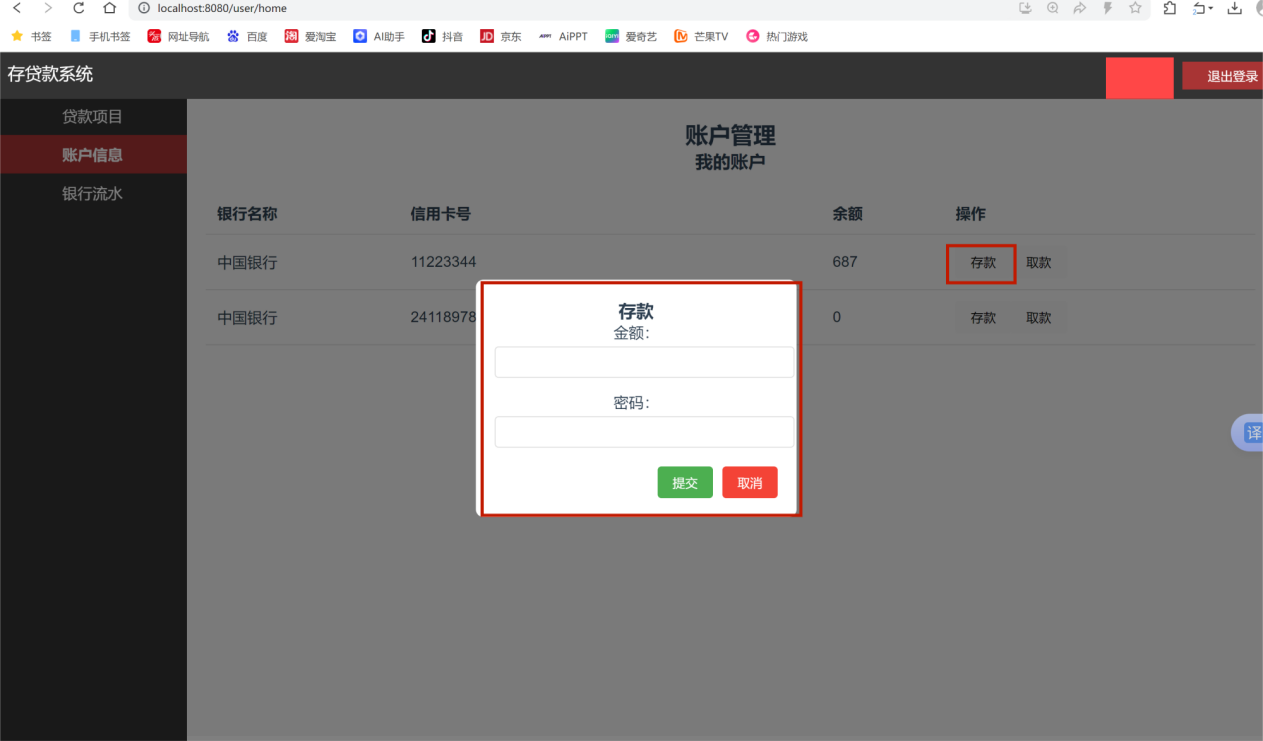 localhost:8080/user/home
书签 手机书签 网址导航 百度 爱淘宝 AI助手 抖音 京东 AiPPT 爱奇艺 芒果TV 热门游戏
存贷款系统 退出登录
贷款项目
账户信息
银行流水
账户管理
我的账户
银行名称 信用卡号 余额 操作
中国银行 11223344 687 存款 取款
中国银行 24118978 0 存款 取款
存款
金额:
密码:
提交 取消
译